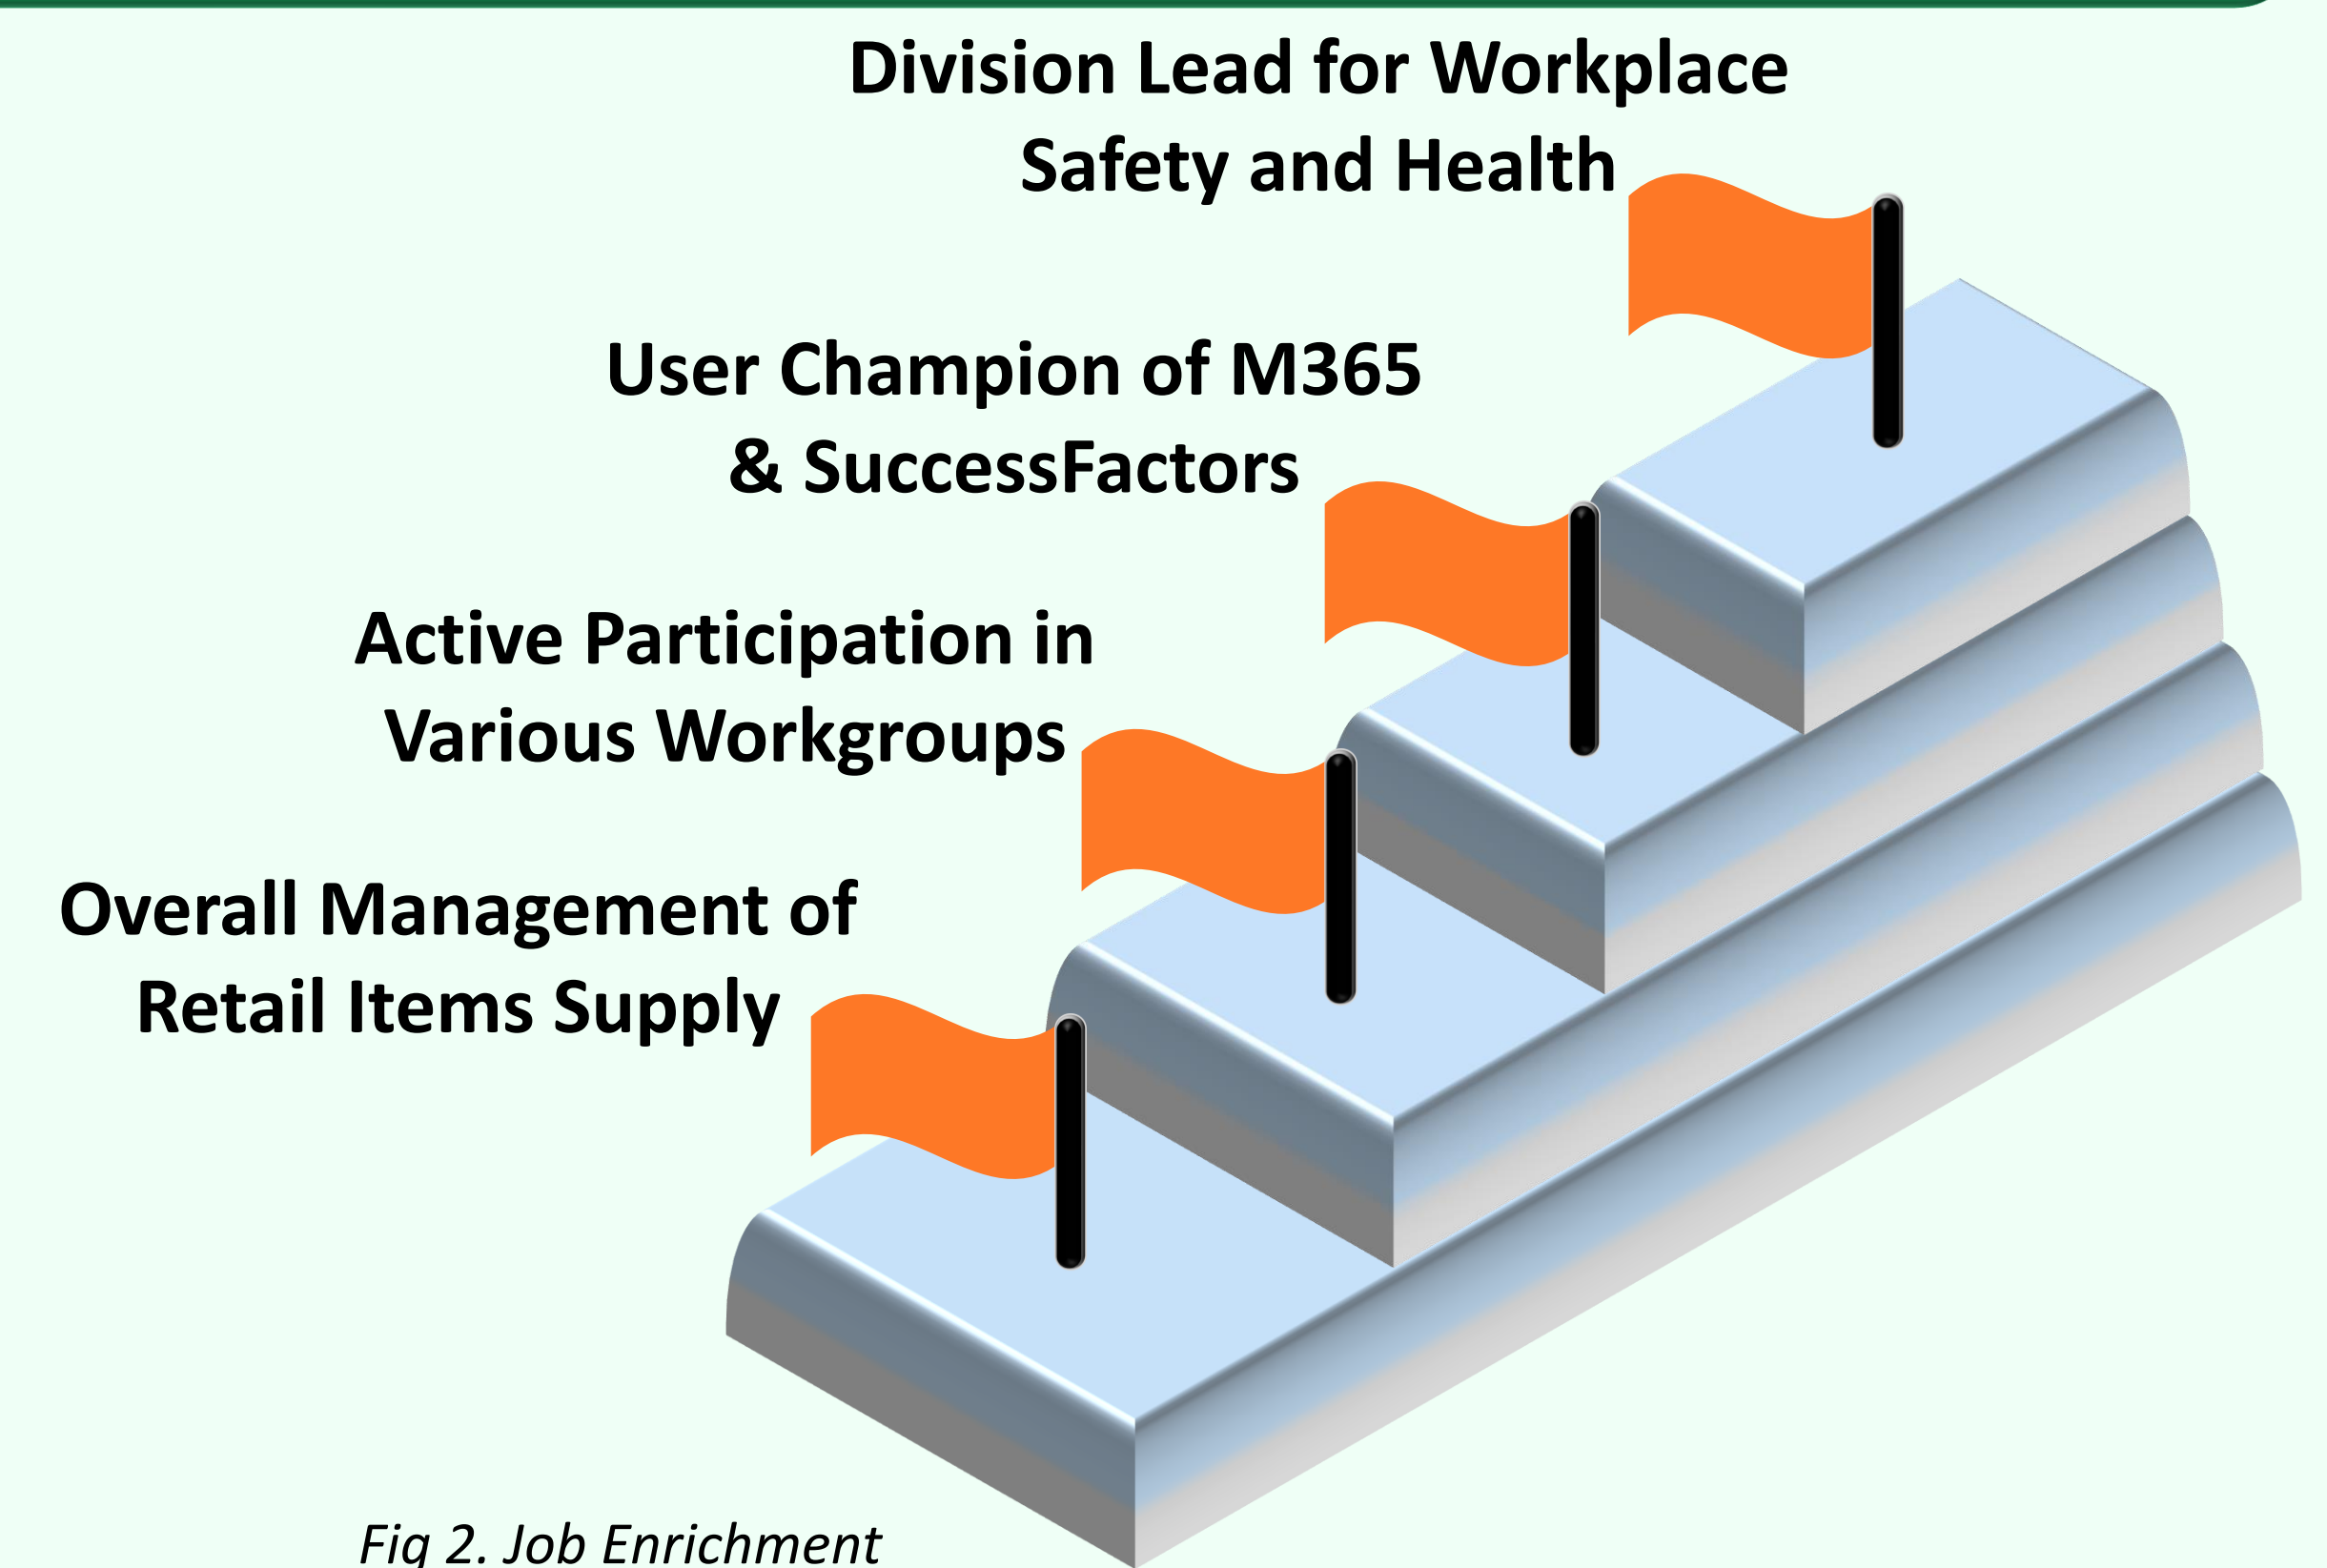 Division Lead for Workplace
Safety and Health
User Champion of M365
& SuccessFactors
Active Participation in
Various Workgroups
Overall Management of
Retail Items Supply
Fig 2. Job Enrichment